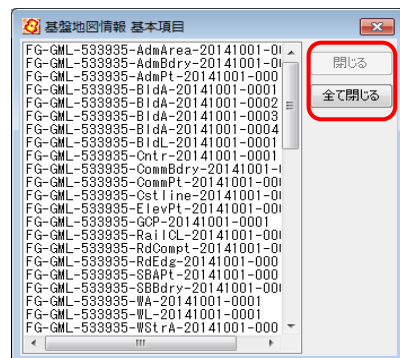 基盤地図情報 基本項目
FG-GML-533935-AdmArea-20141001-0
FG-GML-533935-AdmBdry-20141001-0
FG-GML-533935-AdmPt-20141001-000
FG-GML-533935-BldA-20141001-0001
FG-GML-533935-BldA-20141001-0002
FG-GML-533935-BldA-20141001-0003
FG-GML-533935-BldA-20141001-0004
FG-GML-533935-BldL-20141001-0001
FG-GML-533935-Cntr-20141001-0001
FG-GML-533935-CommBdry-20141001-
FG-GML-533935-CommPt-20141001-00
FG-GML-533935-Cstline-20141001-00
FG-GML-533935-ElevPt-20141001-00
FG-GML-533935-GCP-20141001-0001
FG-GML-533935-RailCL-20141001-00
FG-GML-533935-RdCompt-20141001-0
FG-GML-533935-RdEdg-20141001-000
FG-GML-533935-SBAPt-20141001-000
FG-GML-533935-SBBdry-20141001-00
FG-GML-533935-WA-20141001-0001
FG-GML-533935-WL-20141001-0001
FG-GML-533935-WStrA-20141001-000
閉じる
全て閉じる